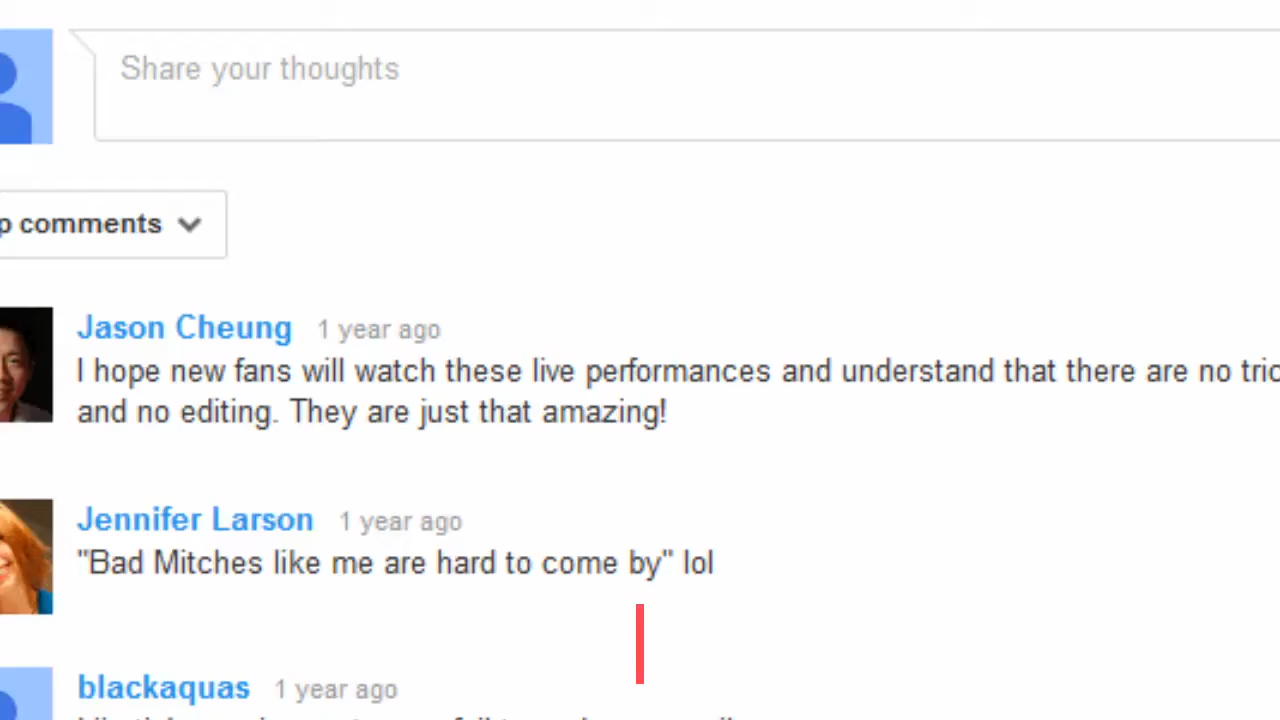 Share your thoughts
p comments
Jason Cheung 1 year ago
I hope new fans will watch these live performances and understand that there are no
and no editing. They are just that amazing!
Jennifer Larson 1 year ago
"Bad Mitches like me are hard to come by" lol
blackaquas 1 year ago